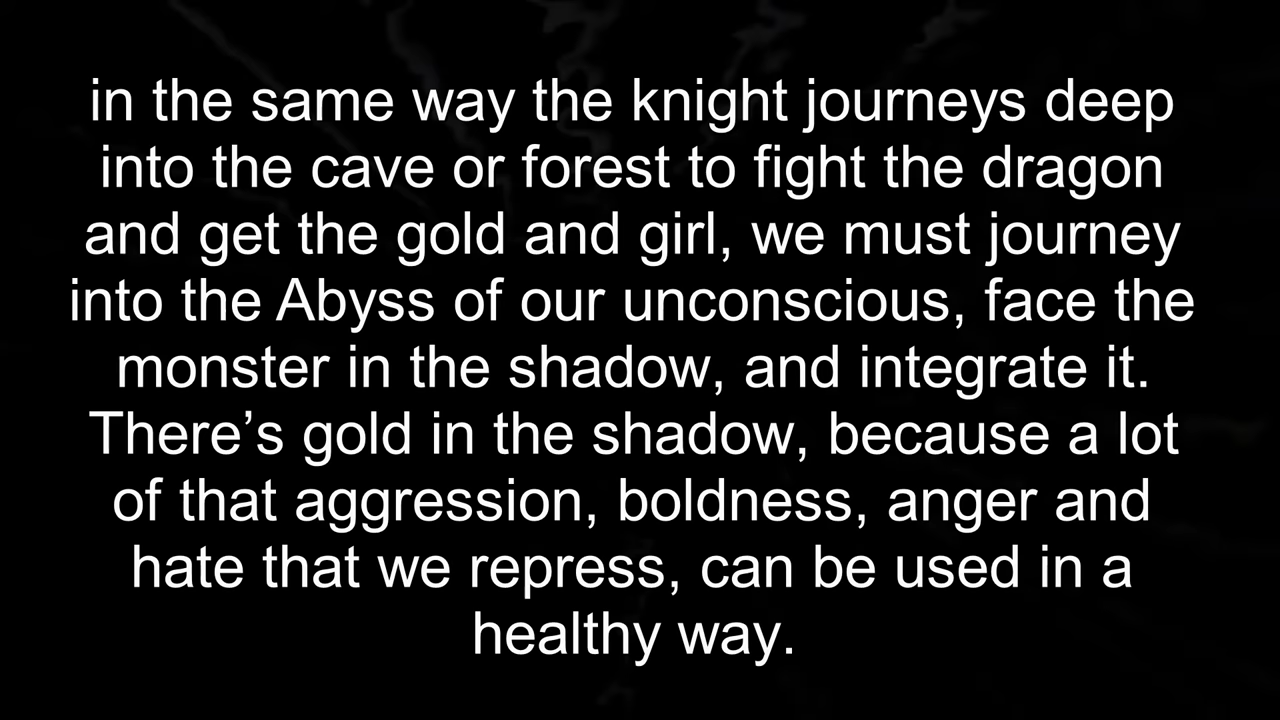 in the same way the knight journeys deep
into the cave or forest to fight the dragon
and get the gold and girl, we must journey
into the Abyss of our unconscious, face the
monster in the shadow, and integrate it.
There’s gold in the shadow, because a lot
of that aggression, boldness, anger and
hate that we repress, can be used in a
healthy way.